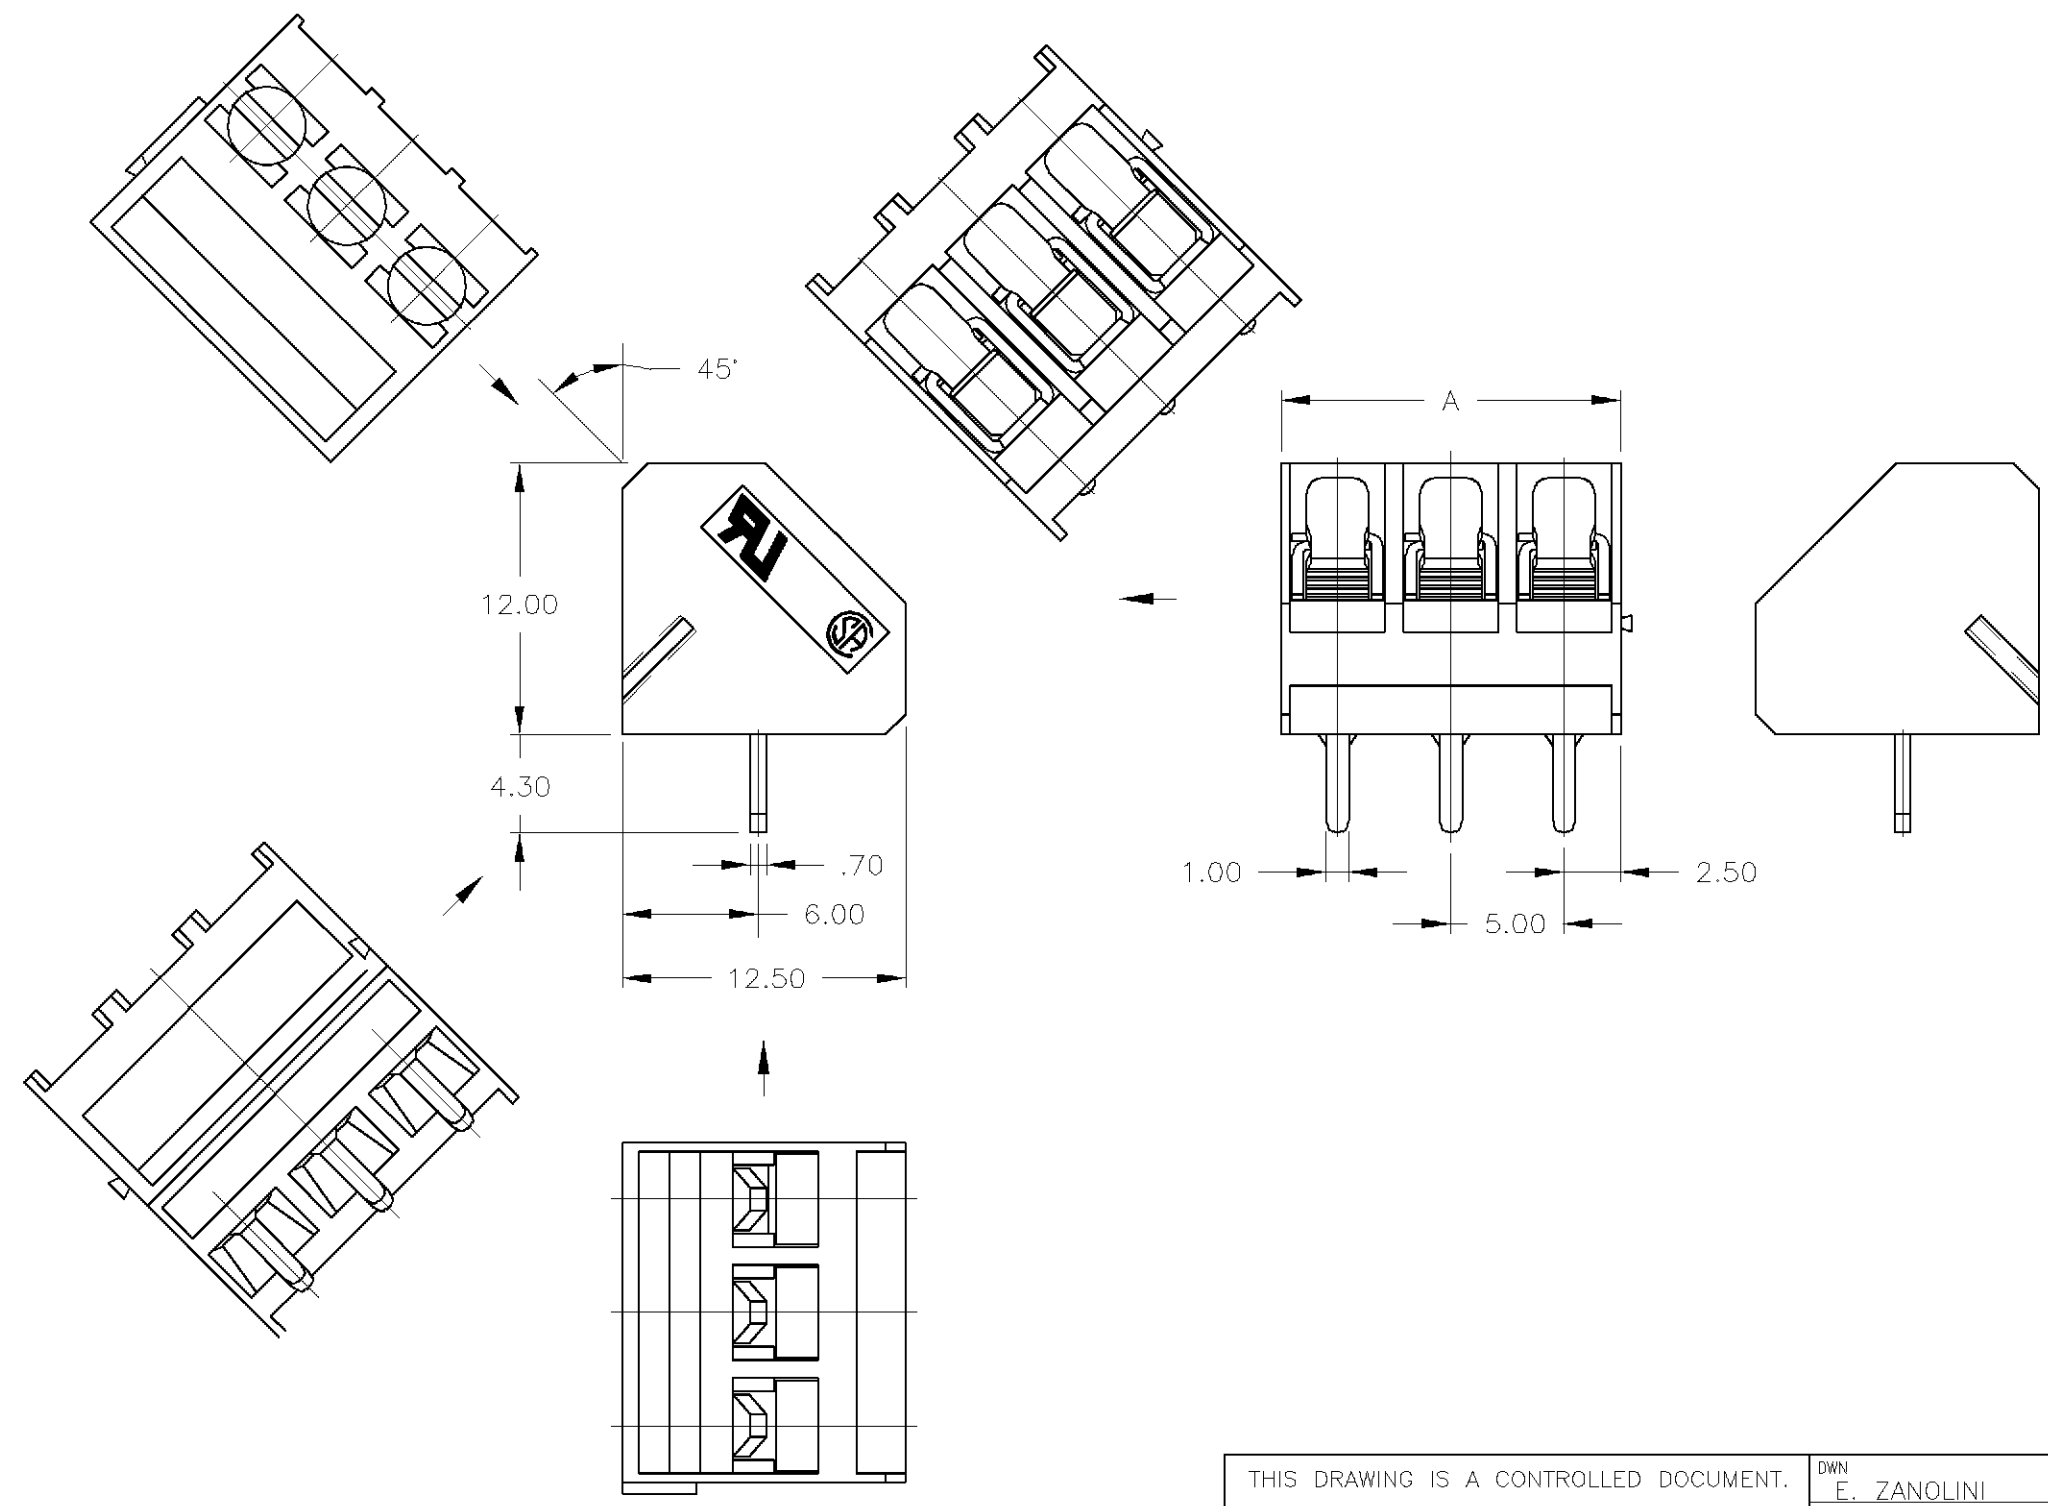 45°
A
12.00
4.30
.70
1.00
2.50
6.00
5.00
12.50
THIS DRAWING IS A CONTROLLED DOCUMENT.
DWN
E. ZANOLINI